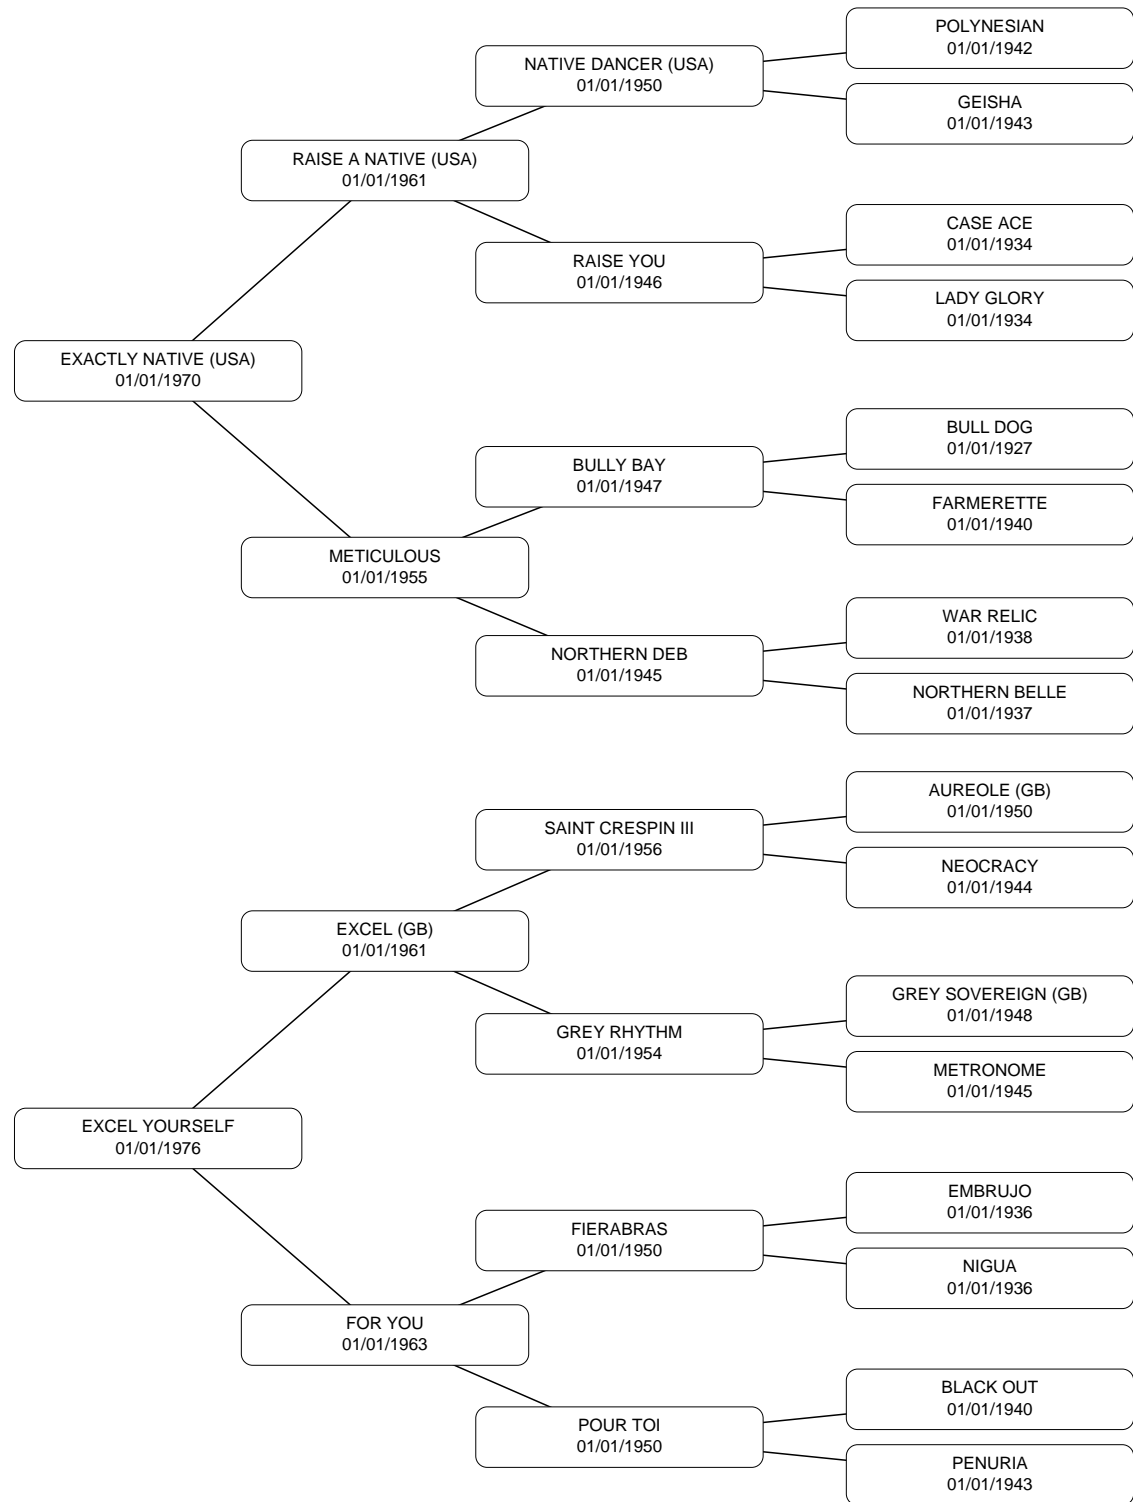 POLYNESIAN
01/01/1942
NATIVE DANCER (USA)
01/01/1950
GEISHA
01/01/1943
RAISE A NATIVE (USA)
01/01/1961
CASE ACE
01/01/1934
RAISE YOU
01/01/1946
LADY GLORY
01/01/1934
EXACTLY NATIVE (USA)
01/01/1970
BULL DOG
01/01/1927
BULLY BAY
01/01/1947
FARMERETTE
01/01/1940
METICULOUS
01/01/1955
WAR RELIC
01/01/1938
NORTHERN DEB
01/01/1945
NORTHERN BELLE
01/01/1937
AUREOLE (GB)
01/01/1950
SAINT CRESPIN III
01/01/1956
NEOCRACY
01/01/1944
EXCEL (GB)
01/01/1961
GREY SOVEREIGN (GB)
01/01/1948
GREY RHYTHM
01/01/1954
METRONOME
01/01/1945
EXCEL YOURSELF
01/01/1976
EMBRUJO
01/01/1936
FIERABRAS
01/01/1950
NIGUA
01/01/1936
FOR YOU
01/01/1963
BLACK OUT
01/01/1940
POUR TOI
01/01/1950
PENURIA
01/01/1943